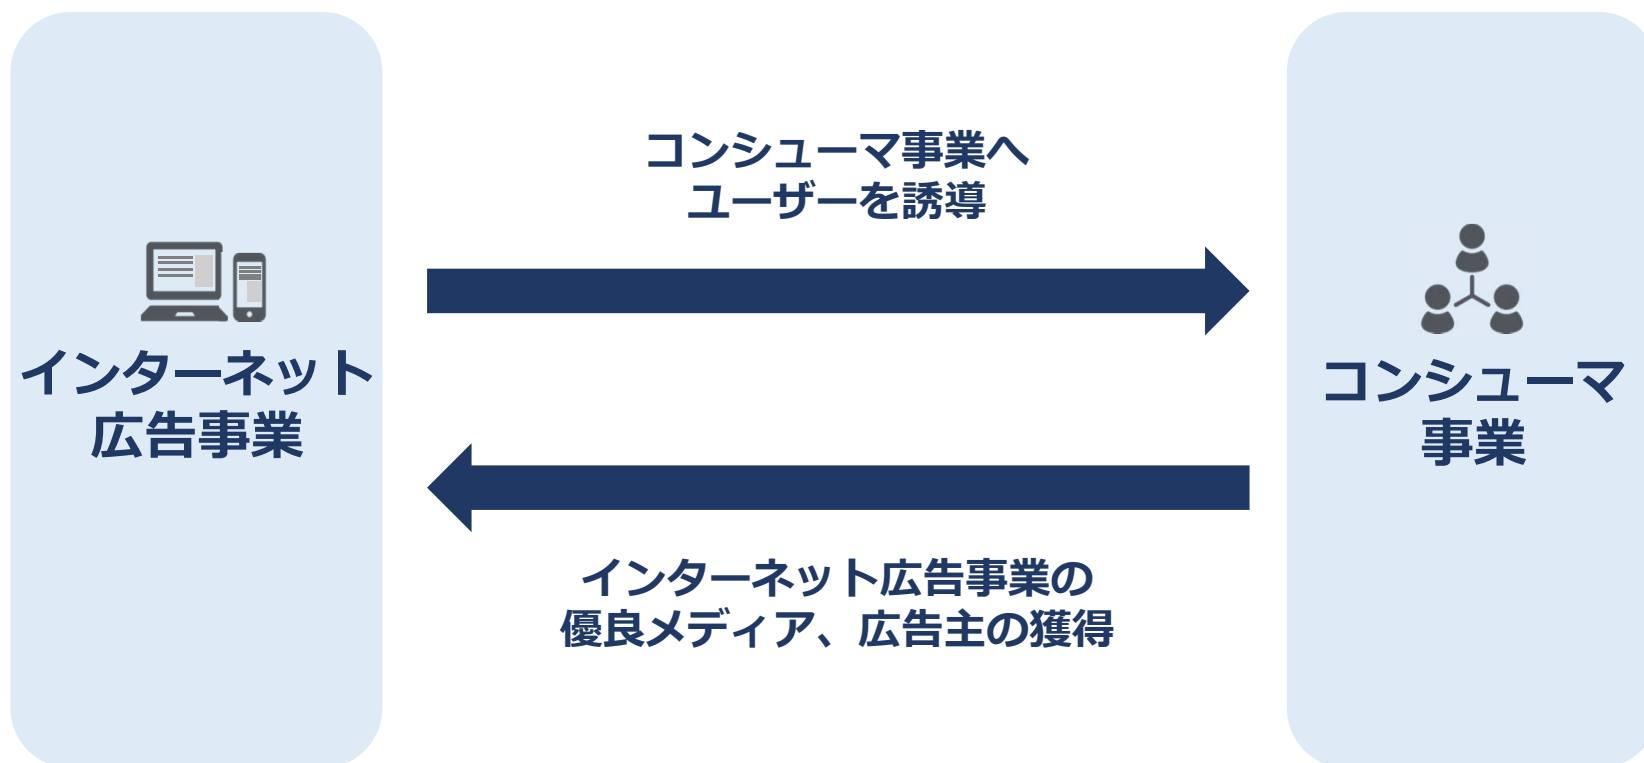 コンシューマ事業へ
ユーザーを誘導
インターネット
広告事業
コンシューマ
事業
インターネット広告事業の
優良メディア、広告主の獲得